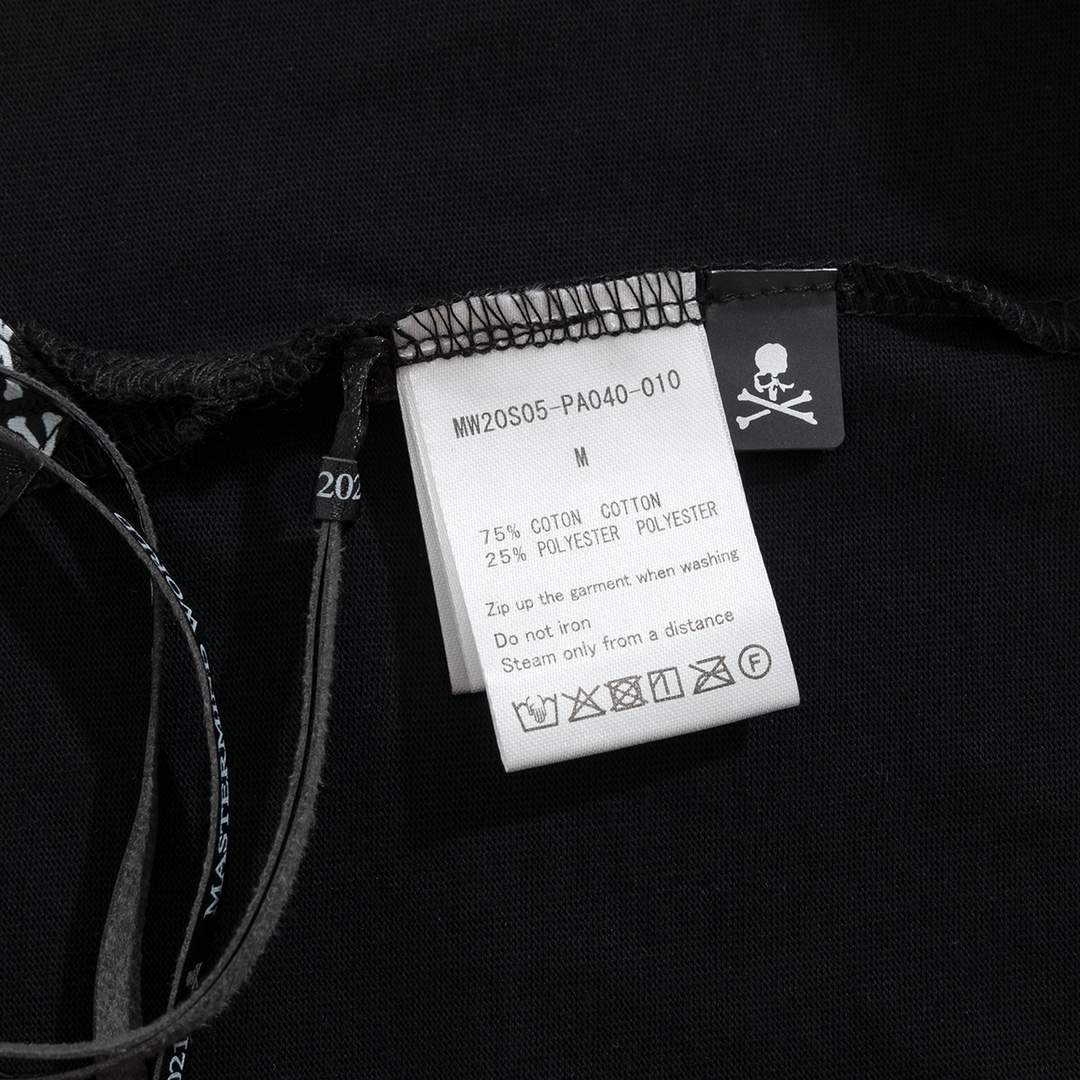 MW20S05-PA040-010
M
75% COTON COTTON
25% POLYESTER POLYESTER
Zip up the garment when washing
Do not iron
Steam only from a distance
F
202
MASTERMIND WORLD
021